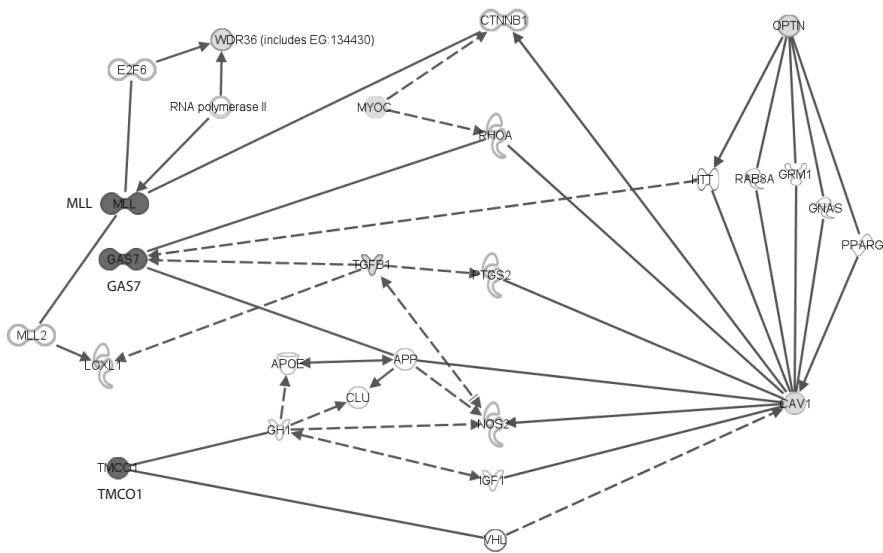 CTNNB1
OPTN
WDR36 (includes EG:134430)
E2F6
RNA polymerase II
MYOC
RHOA
HTT
RAB8A
GRM1
GNAS
MLL
MLL
PPARG
GAS7
TGFB1
PTGS2
GAS7
MLL2
LOXL1
APOE
APP
CLU
CAV1
GH1
NOS2
TMCO1
IGF1
TMCO1
VHL